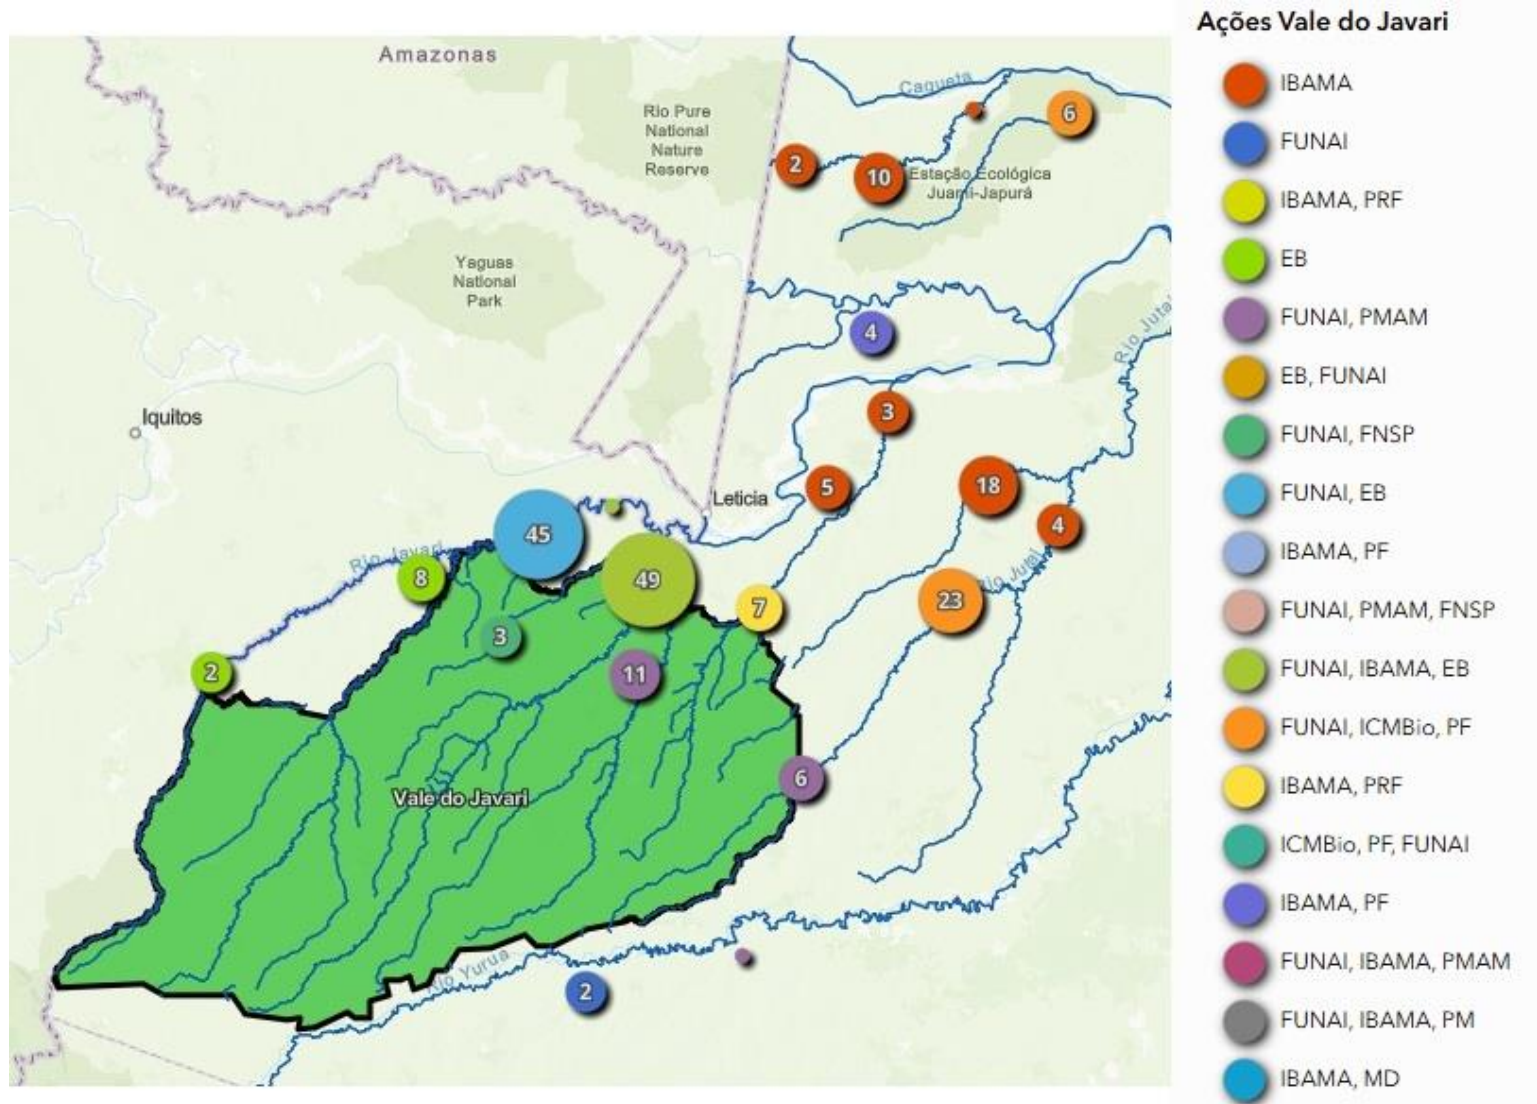 Ações Vale do Javari
IBAMA
FUNAI
IBAMA, PRF
EB
FUNAI, PMAM
EB, FUNAI
FUNAI, FNSP
FUNAI, EB
IBAMA, PF
FUNAI, PMAM, FNSP
FUNAI, IBAMA, EB
FUNAI, ICMBio, PF
IBAMA, PRF
ICMBio, PF, FUNAI
IBAMA, PF
FUNAI, IBAMA, PMAM
FUNAI, IBAMA, PM
IBAMA, MD
Amazonas
Caqueta
Rio Pure
National
Nature
Reserve
6
2
10
Estação Ecológica
Juami-Japurá
Yaguas
National
Park
4
Rio Jutaí
3
Iquitos
5
18
Leticia
4
45
Rio Javari
8
49
7
23
Rio Jutaí
3
2
11
6
Vale do Javari
Rio Yurua
2